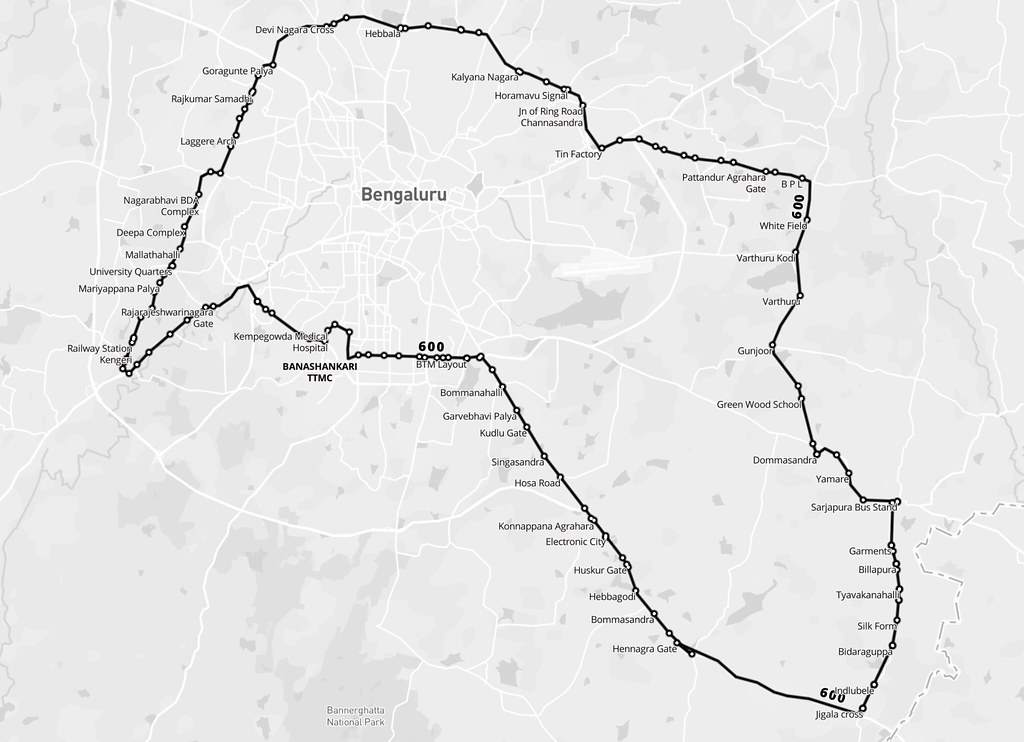 Devi Nagara Cross
Hebbala
Goragunte Palya
Kalyana Nagara
Rajkumar Samadhi
Horamavu Signal
Jn of Ring Road
Channasandra
Laggere Arch
Tin Factory
Pattandur Agrahara
Gate
B P L
Bengaluru
600
Nagarabhavi BDA
Complex
White Field
Deepa Complex
Mallathahalli
Varthuru Kodi
University Quarters
Mariyappana Palya
Varthuru
Rajarajeshwarinagara
Gate
Kempegowda Medical
Hospital
600
Railway Station
Kengeri
Gunjoor
BANASHANKARI
TTMC
BTM Layout
Bommanahalli
Green Wood School
Garvebhavi Palya
Kudlu Gate
Singasandra
Dommasandra
Hosa Road
Yamare
Sarjapura Bus Stand
Konnappana Agrahara
Electronic City
Garments
Huskur Gate
Billapura
Hebbagodi
Tyavakanahalli
Bommasandra
Silk Form
Hennagra Gate
Bidaraguppa
600
Indlubele
Jigala cross
Bannerghatta
National Park